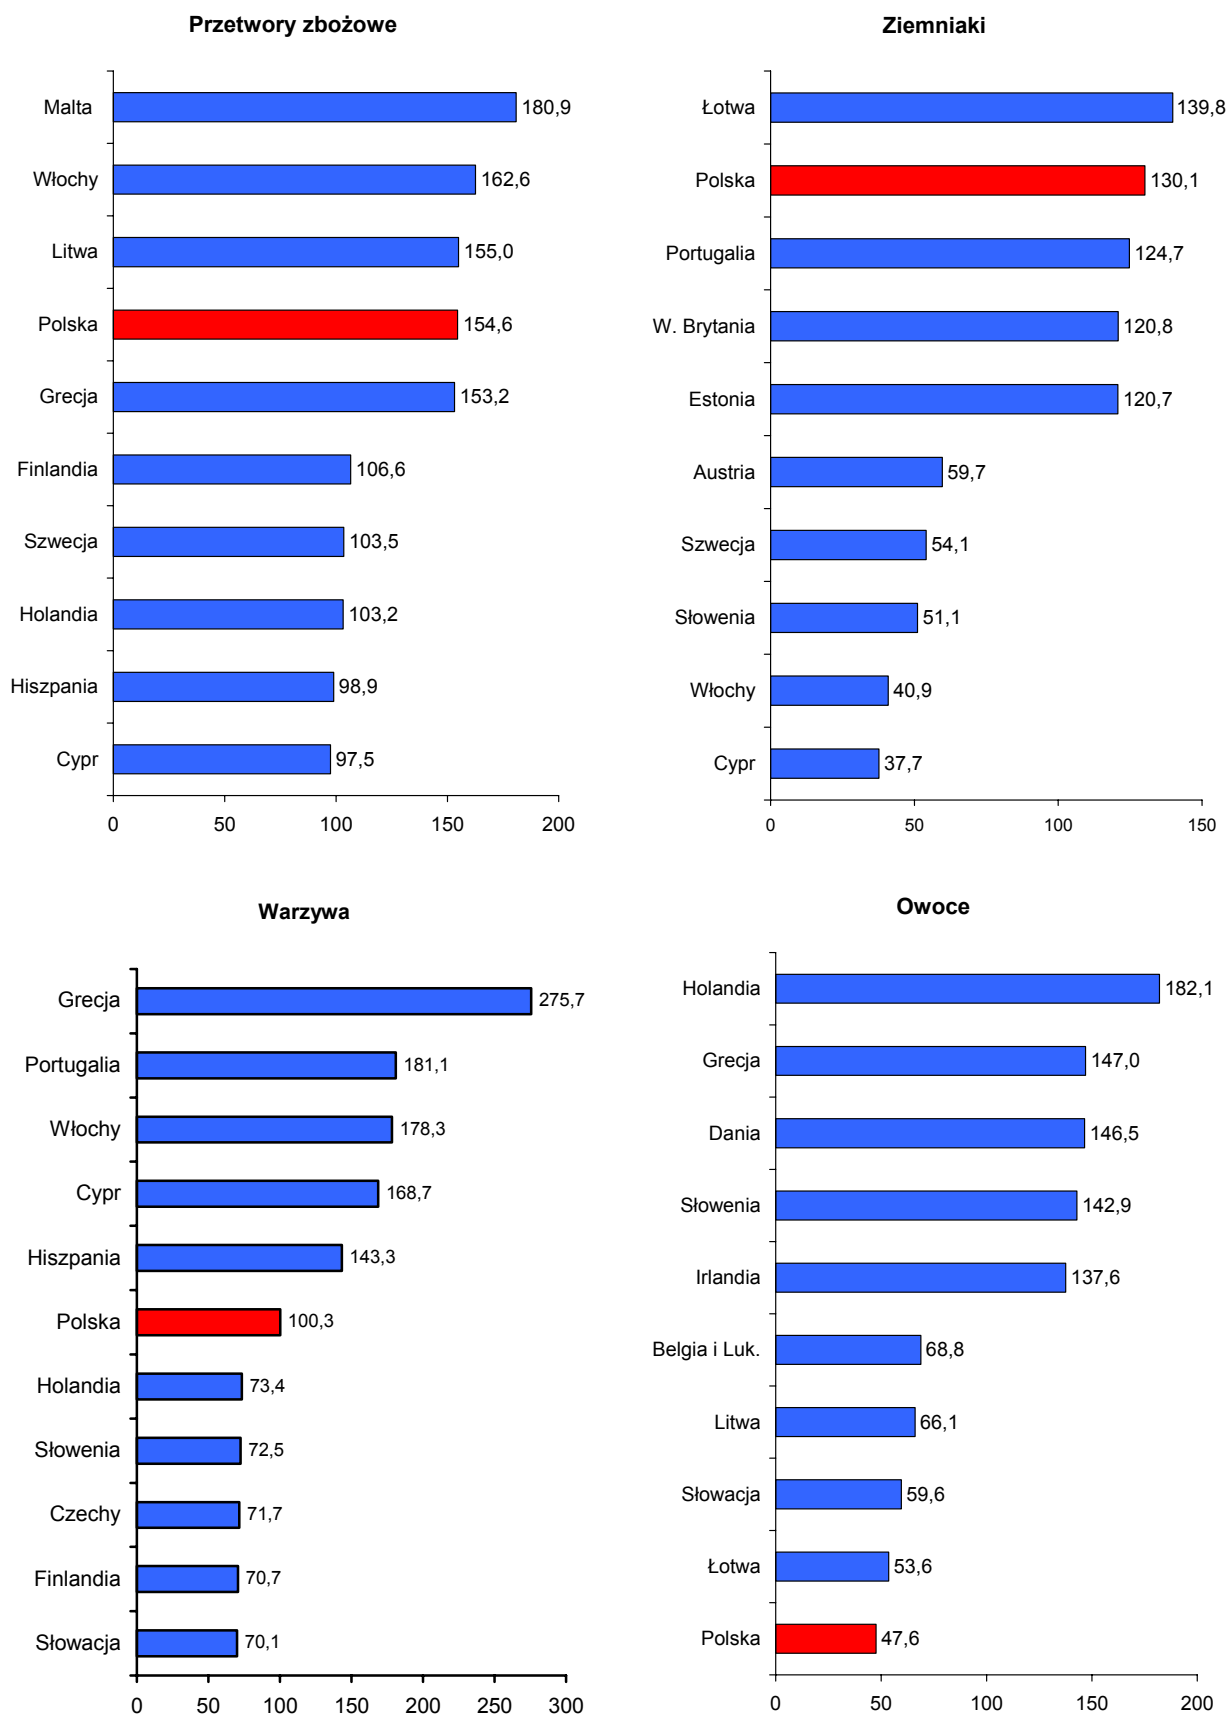 Przetwory zbożowe
Malta 180,9
Włochy 162,6
Litwa 155,0
Polska 154,6
Grecja 153,2
Finlandia 106,6
Szwecja 103,5
Holandia 103,2
Hiszpania 98,9
Cypr 97,5
0 50 100 150 200
Ziemniaki
Łotwa 139,8
Polska 130,1
Portugalia 124,7
W. Brytania 120,8
Estonia 120,7
Austria 59,7
Szwecja 54,1
Słowenia 51,1
Włochy 40,9
Cypr 37,7
0 50 100 150
Warzywa
Grecja 275,7
Portugalia 181,1
Włochy 178,3
Cypr 168,7
Hiszpania 143,3
Polska 100,3
Holandia 73,4
Słowenia 72,5
Czechy 71,7
Finlandia 70,7
Słowacja 70,1
0 50 100 150 200 250 300
Owoce
Holandia 182,1
Grecja 147,0
Dania 146,5
Słowenia 142,9
Irlandia 137,6
Belgia i Luk. 68,8
Litwa 66,1
Słowacja 59,6
Łotwa 53,6
Polska 47,6
0 50 100 150 200